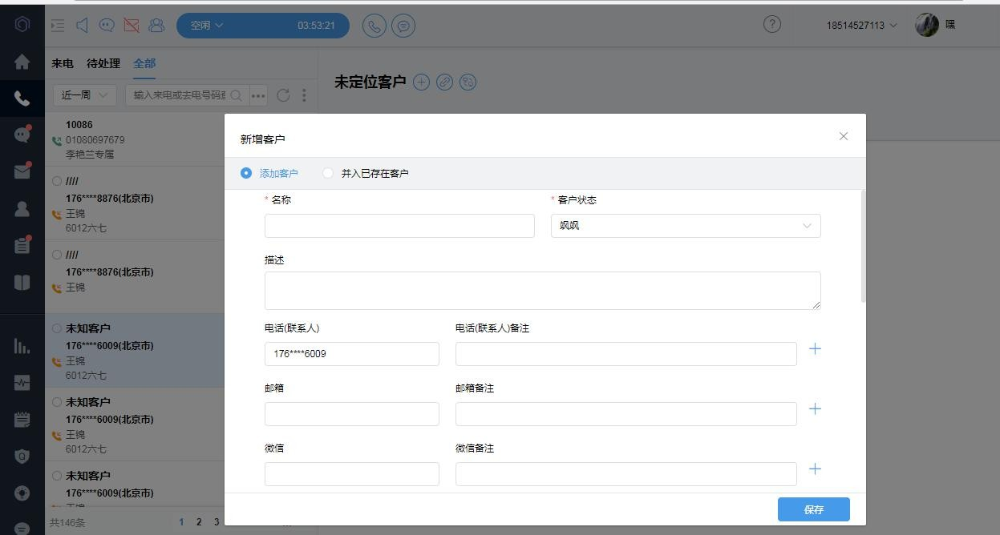 空闲
03:53:21
18514527113
嘿
来电 待处理 全部
近一周
输入来电或去电号码查
未定位客户
10086
01080697679
李艳兰专属
////
176****8876(北京市)
王锦
6012六七
////
176****8876(北京市)
王锦
未知客户
176****6009(北京市)
王锦
6012六七
未知客户
176****6009(北京市)
王锦
6012六七
未知客户
176****6009(北京市)
共146条
1 2 3
新增客户
添加客户 并入已存在客户
* 名称 * 客户状态
飒飒
描述
电话(联系人) 电话(联系人)备注
176****6009
邮箱 邮箱备注
微信 微信备注
保存